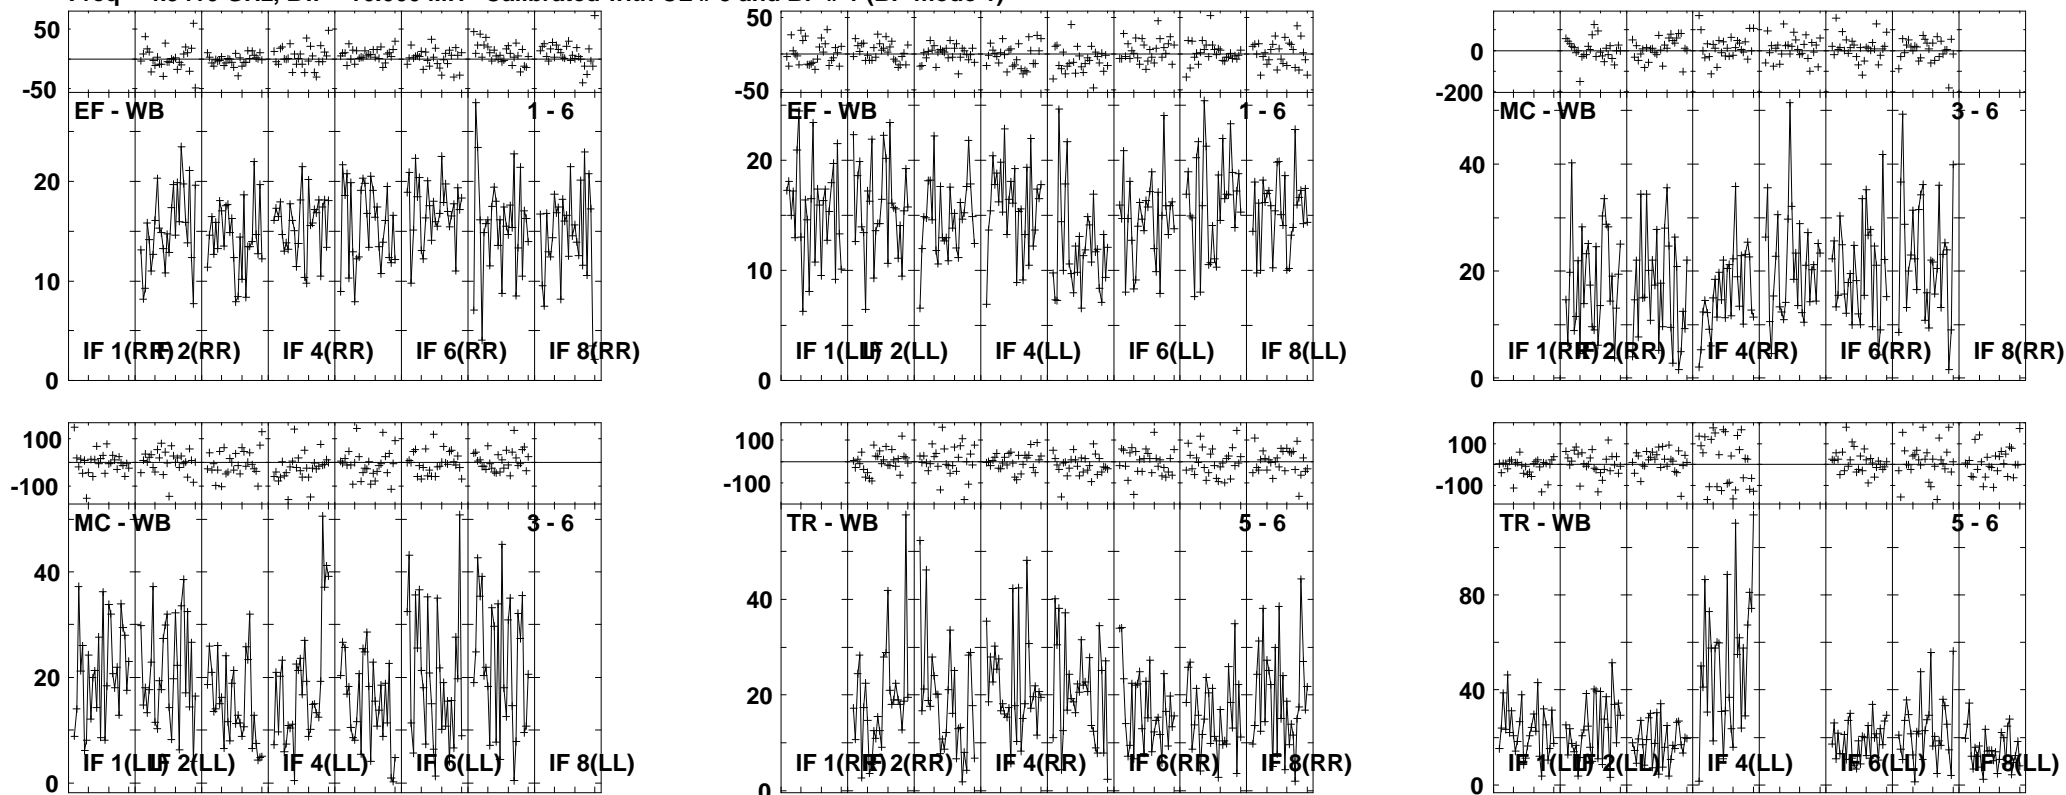 50
-50
EF - WB 1 - 6
20
10
0
IF 1(RR) IF 2(RR) IF 4(RR) IF 6(RR) IF 8(RR)
50
-50
EF - WB 1 - 6
20
10
0
IF 1(LL) IF 2(LL) IF 4(LL) IF 6(LL) IF 8(LL)
0
-200
MC - WB 3 - 6
40
20
0
IF 1(RR) IF 2(RR) IF 4(RR) IF 6(RR) IF 8(RR)
100
-100
MC - WB 3 - 6
40
20
0
IF 1(LL) IF 2(LL) IF 4(LL) IF 6(LL) IF 8(LL)
100
-100
TR - WB 5 - 6
40
20
0
IF 1(RR) IF 2(RR) IF 4(RR) IF 6(RR) IF 8(RR)
100
-100
TR - WB 5 - 6
80
40
0
IF 1(LL) IF 2(LL) IF 4(LL) IF 6(LL) IF 8(LL)